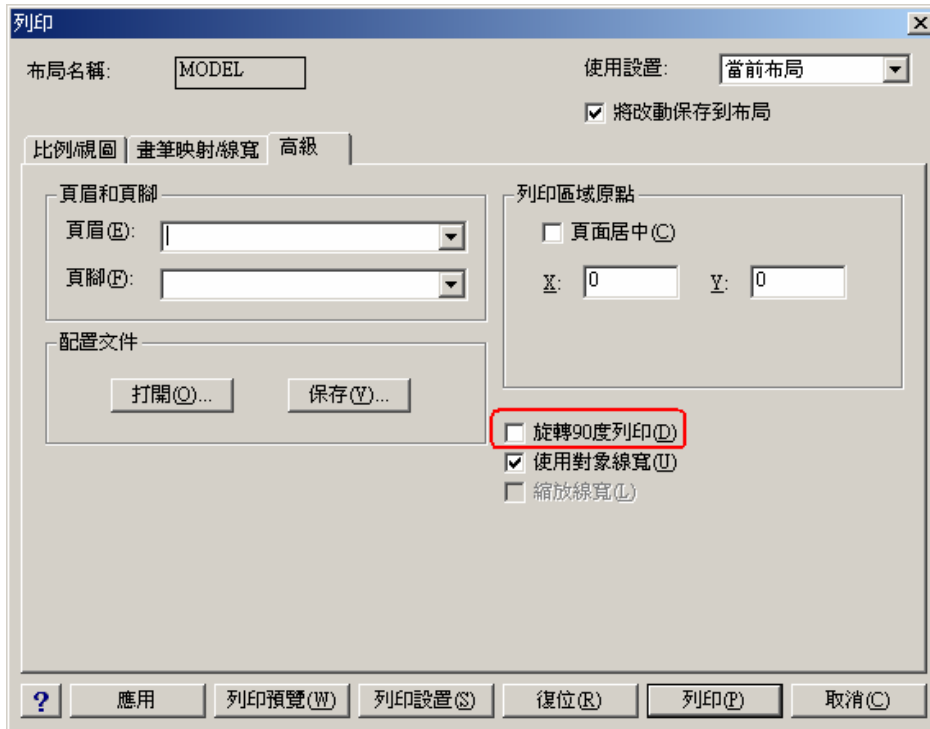 列印
布局名稱: MODEL 使用設置: 當前布局
將改動保存到布局
比例/視圖 畫筆映射/線寬 高級
頁眉和頁腳 列印區域原點
頁眉(E): 頁面居中(C)
頁腳(F): X: 0 Y: 0
配置文件
打開(O)... 保存(V)...
旋轉90度列印(D)
使用對象線寬(U)
縮放線寬(L)
? 應用 列印預覽(W) 列印設置(S) 復位(R) 列印(P) 取消(C)